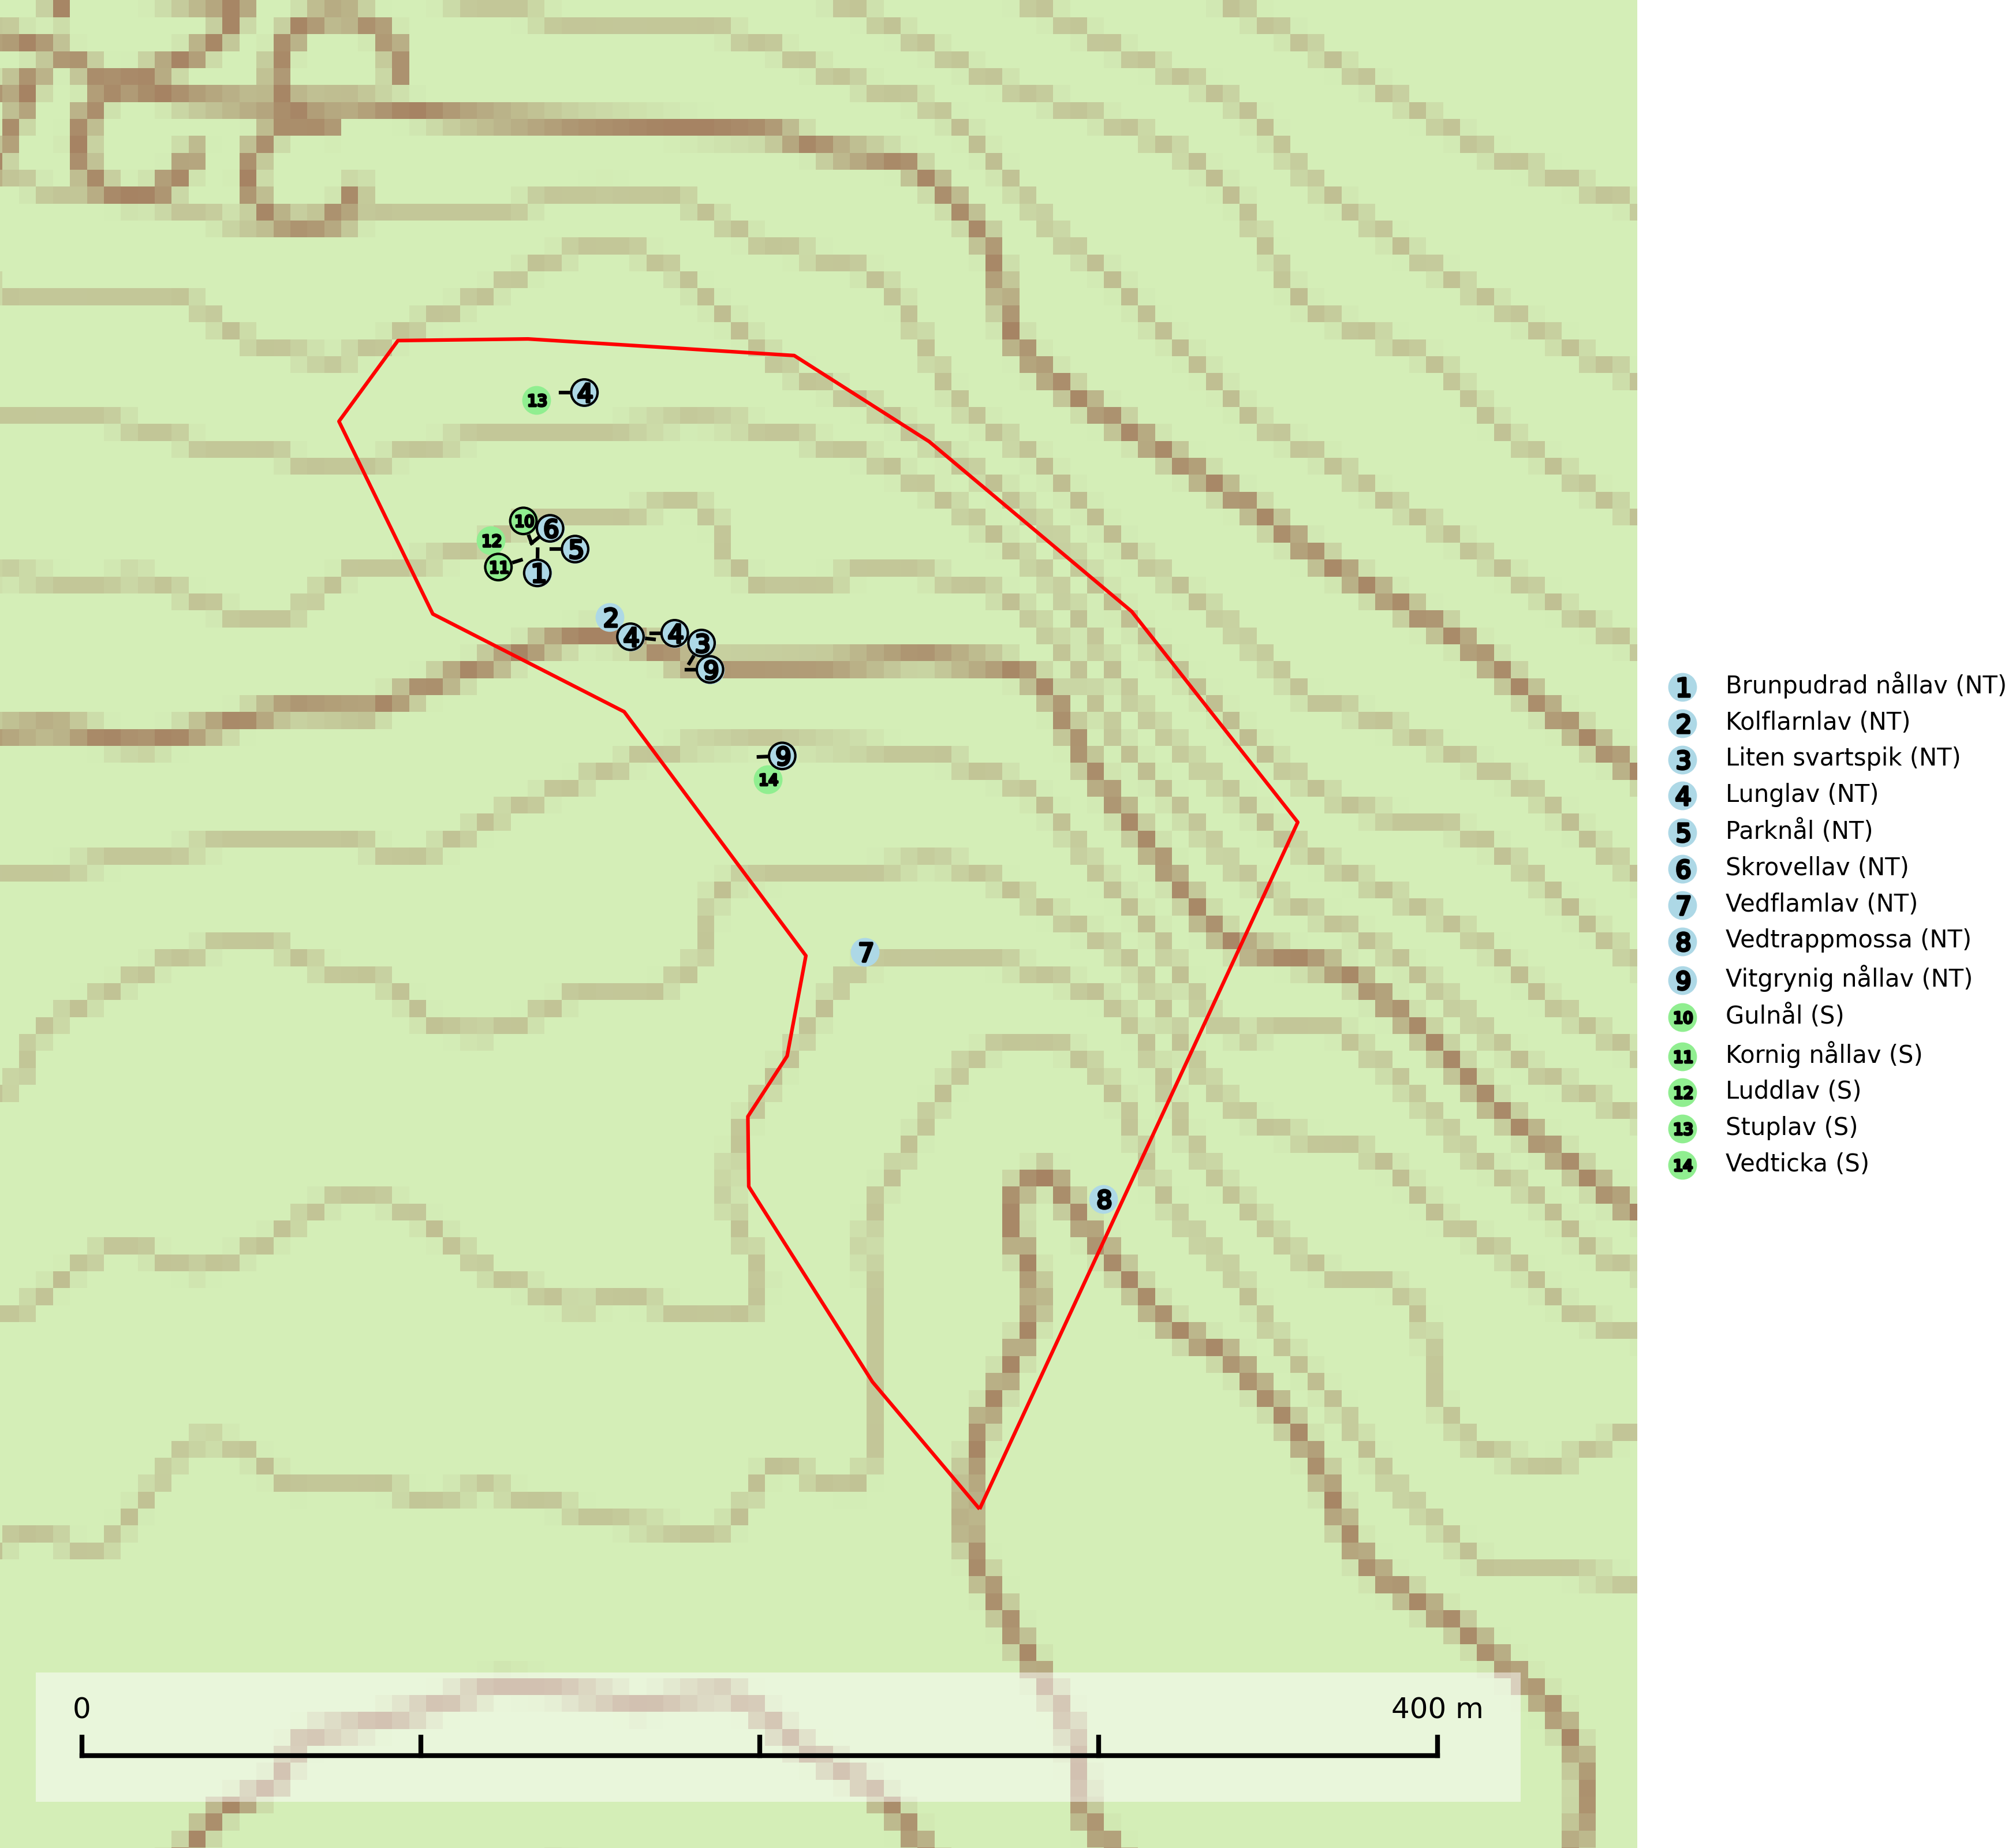 13
4
10
6
12
5
11
1
2
4
4
3
9
9
14
7
8
1 Brunpudrad nållav (NT)
2 Kolflarnlav (NT)
3 Liten svartspik (NT)
4 Lunglav (NT)
5 Parknål (NT)
6 Skrovellav (NT)
7 Vedflamlav (NT)
8 Vedtrappmossa (NT)
9 Vitgrynig nållav (NT)
10 Gulnål (S)
11 Kornig nållav (S)
12 Luddlav (S)
13 Stuplav (S)
14 Vedticka (S)
0 400 m